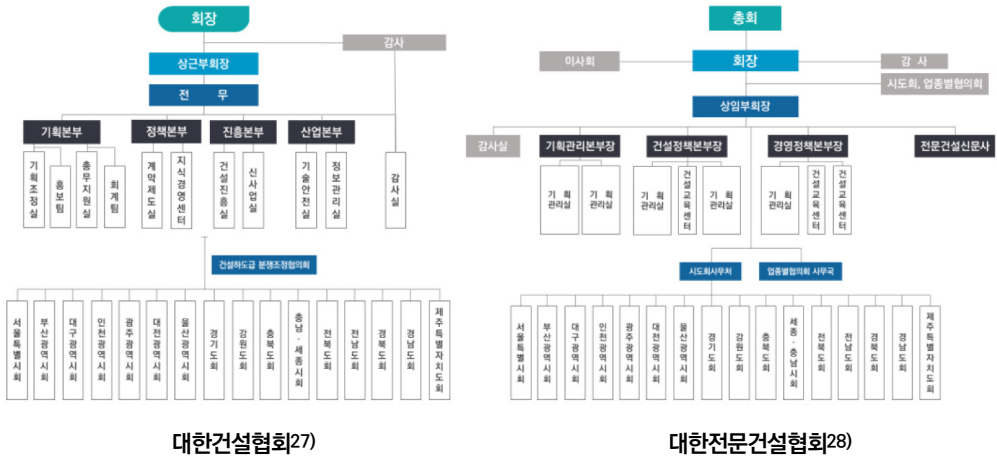 회장
감사
상근부회장
전 무
기획본부
정책본부
진흥본부
산업본부
기획조정실
홍보팀
총무지원실
회계팀
계약제도실
지식경영센터
건설진흥실
신사업실
기술안전실
정보관리실
감사실
건설하도급 분쟁조정협의회
서울특별시회
부산광역시회
대구광역시회
인천광역시회
광주광역시회
대전광역시회
울산광역시회
경기도회
강원도회
충북도회
충남·세종시회
전북도회
전남도회
경북도회
경남도회
제주특별자치도회
대한건설협회27)
총회
이사회
회장
감 사
시도회, 업종별협의회
상임부회장
감사실
기획관리본부장
건설정책본부장
경영정책본부장
전문건설신문사
기 획
관리실
기 획
관리실
기 획
관리실
건설교육센터
기 획
관리실
기 획
관리실
건설교육센터
건설교육센터
시도회사무처
업종별협의회 사무국
서울특별시회
부산광역시회
대구광역시회
인천광역시회
광주광역시회
대전광역시회
울산광역시회
경기도회
강원도회
충북도회
세종·충남시회
전북도회
전남도회
경북도회
경남도회
제주특별자치도회
대한전문건설협회28)